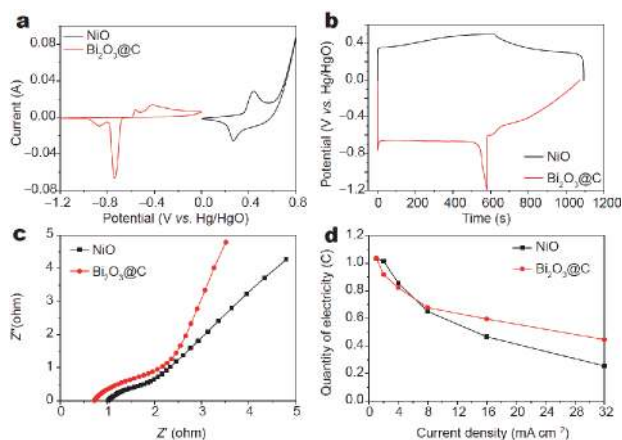 a
NiO
Bi₂O₃@C
Current (A)
0.08
0.04
0.00
−0.04
−0.08
−1.2 −0.8 −0.4 0.0 0.4 0.8
Potential (V vs. Hg/HgO)
b
Potential (V vs. Hg/HgO)
0.4
0.0
−0.4
−0.8
−1.2
NiO
Bi₂O₃@C
0 200 400 600 800 1000 1200
Time (s)
c
NiO
Bi₂O₃@C
Z"(ohm)
5
4
3
2
1
0
0 1 2 3 4 5
Z' (ohm)
d
NiO
Bi₂O₃@C
Quantity of electricity (C)
1.2
1.0
0.8
0.6
0.4
0.2
0.0
0 4 8 12 16 20 24 28 32
Current density (mA cm⁻²)